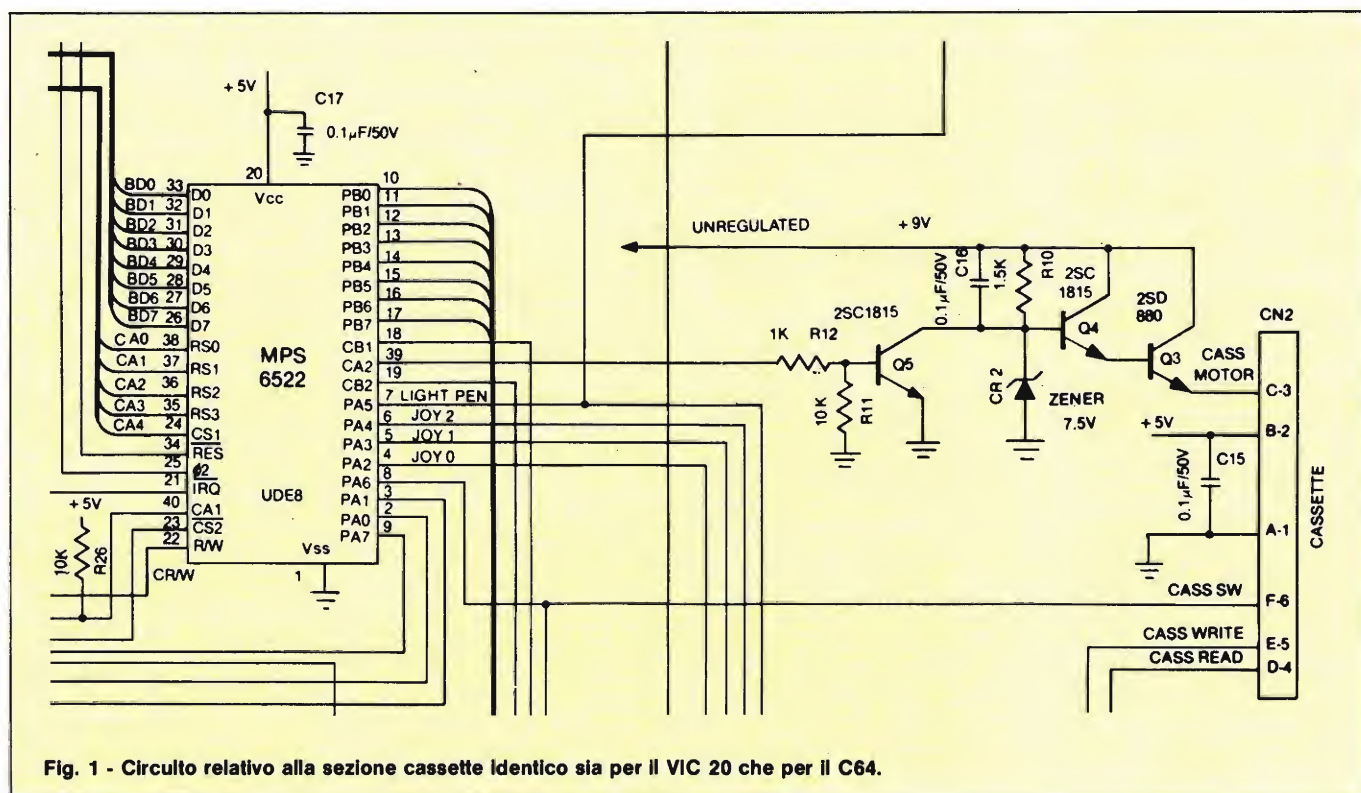 + 5V
C17
0.1µF/50V
20
Vcc
BD0 33 D0
BD1 32 D1
BD2 31 D2
BD3 30 D3
BD4 29 D4
BD5 28 D5
BD6 27 D6
BD7 26 D7
CA0 38 RS0
CA1 37 RS1
CA2 36 RS2
CA3 35 RS3
CA4 24 CS1
34 RES
25 ϕ2
21 IRQ
40 CA1
23 CS2
22 R/W
CR/W
+ 5V
10K
R26
MPS
6522
UDE8
Vss
1
PB0 10
PB1 11
PB2 12
PB3 13
PB4 14
PB5 15
PB6 16
PB7 17
CB1 18
CA2 39
CB2 19
PA5 7 LIGHT PEN
PA4 6 JOY 2
PA3 5 JOY 1
PA2 4 JOY 0
PA6 8
PA1 3
PA0 2
PA7 9
UNREGULATED
+ 9V
0.1µF/50V
C16
1.5K
R10
2SC
1815
Q4
2SD
880
Q3
1K R12
10K
R11
2SC1815
Q5
CR 2
ZENER
7.5V
CASS
MOTOR
CN2
C-3
+ 5V
B-2
0.1µF/50V
C15
A-1
CASSETTE
CASS SW
F-6
CASS WRITE
E-5
CASS READ
D-4
Fig. 1 - Circuito relativo alla sezione cassette identico sia per il VIC 20 che per il C64.